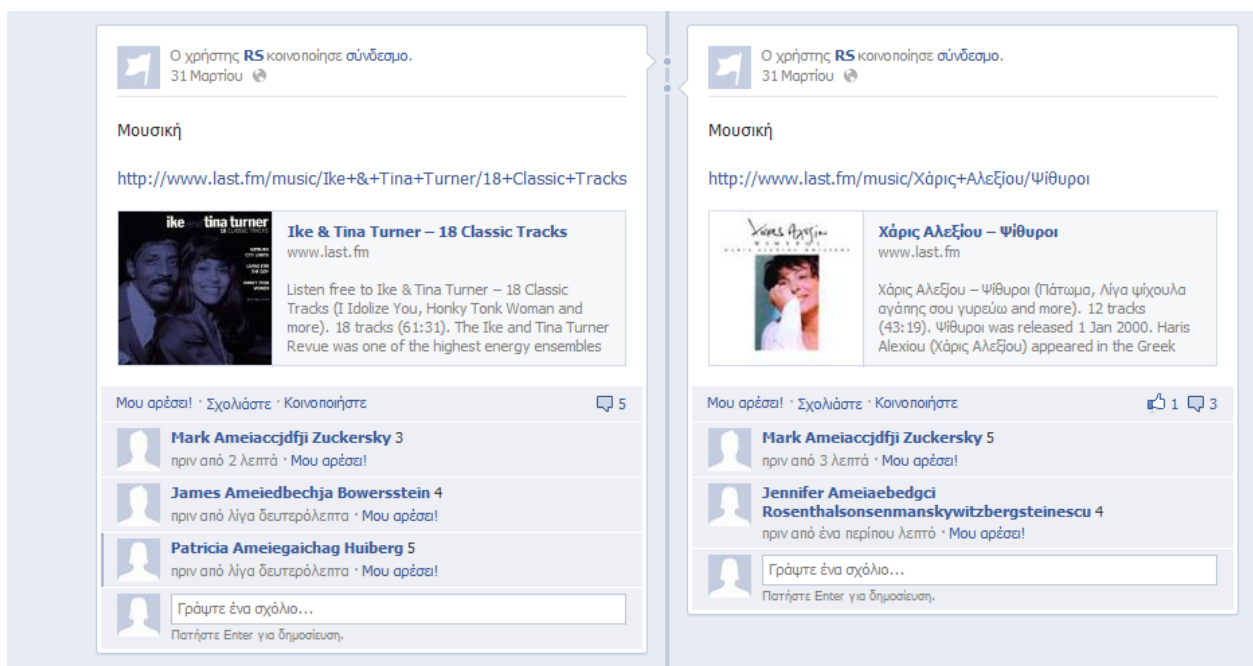 Ο χρήστης RS κοινοποίησε σύνδεσμο.
31 Μαρτίου
Μουσική
http://www.last.fm/music/Ike+&+Tina+Turner/18+Classic+Tracks
ike and tina turner
18 CLASSIC TRACKS
Ike & Tina Turner – 18 Classic Tracks
www.last.fm
Listen free to Ike & Tina Turner – 18 Classic
Tracks (I Idolize You, Honky Tonk Woman and
more). 18 tracks (61:31). The Ike and Tina Turner
Revue was one of the highest energy ensembles
Μου αρέσει! · Σχολιάστε · Κοινοποιήστε 5
Mark Ameiaccjdfji Zuckersky 3
πριν από 2 λεπτά · Μου αρέσει!
James Ameiedbechja Bowersstein 4
πριν από λίγα δευτερόλεπτα · Μου αρέσει!
Patricia Ameiegaichag Huiberg 5
πριν από λίγα δευτερόλεπτα · Μου αρέσει!
Γράψτε ένα σχόλιο...
Πατήστε Enter για δημοσίευση.
Ο χρήστης RS κοινοποίησε σύνδεσμο.
31 Μαρτίου
Μουσική
http://www.last.fm/music/Χάρις+Αλεξίου/Ψίθυροι
Χάρις Αλεξίου
Χάρις Αλεξίου – Ψίθυροι
www.last.fm
Χάρις Αλεξίου – Ψίθυροι (Πάτωμα, Λίγα ψίχουλα
αγάπης σου γυρεύω and more). 12 tracks
(43:19). Ψίθυροι was released 1 Jan 2000. Haris
Alexiou (Χάρις Αλεξίου) appeared in the Greek
Μου αρέσει! · Σχολιάστε · Κοινοποιήστε 1 3
Mark Ameiaccjdfji Zuckersky 5
πριν από 3 λεπτά · Μου αρέσει!
Jennifer Ameiaebedgci
Rosenthalsonsenmanskywitzbergsteinescu 4
πριν από ένα περίπου λεπτό · Μου αρέσει!
Γράψτε ένα σχόλιο...
Πατήστε Enter για δημοσίευση.